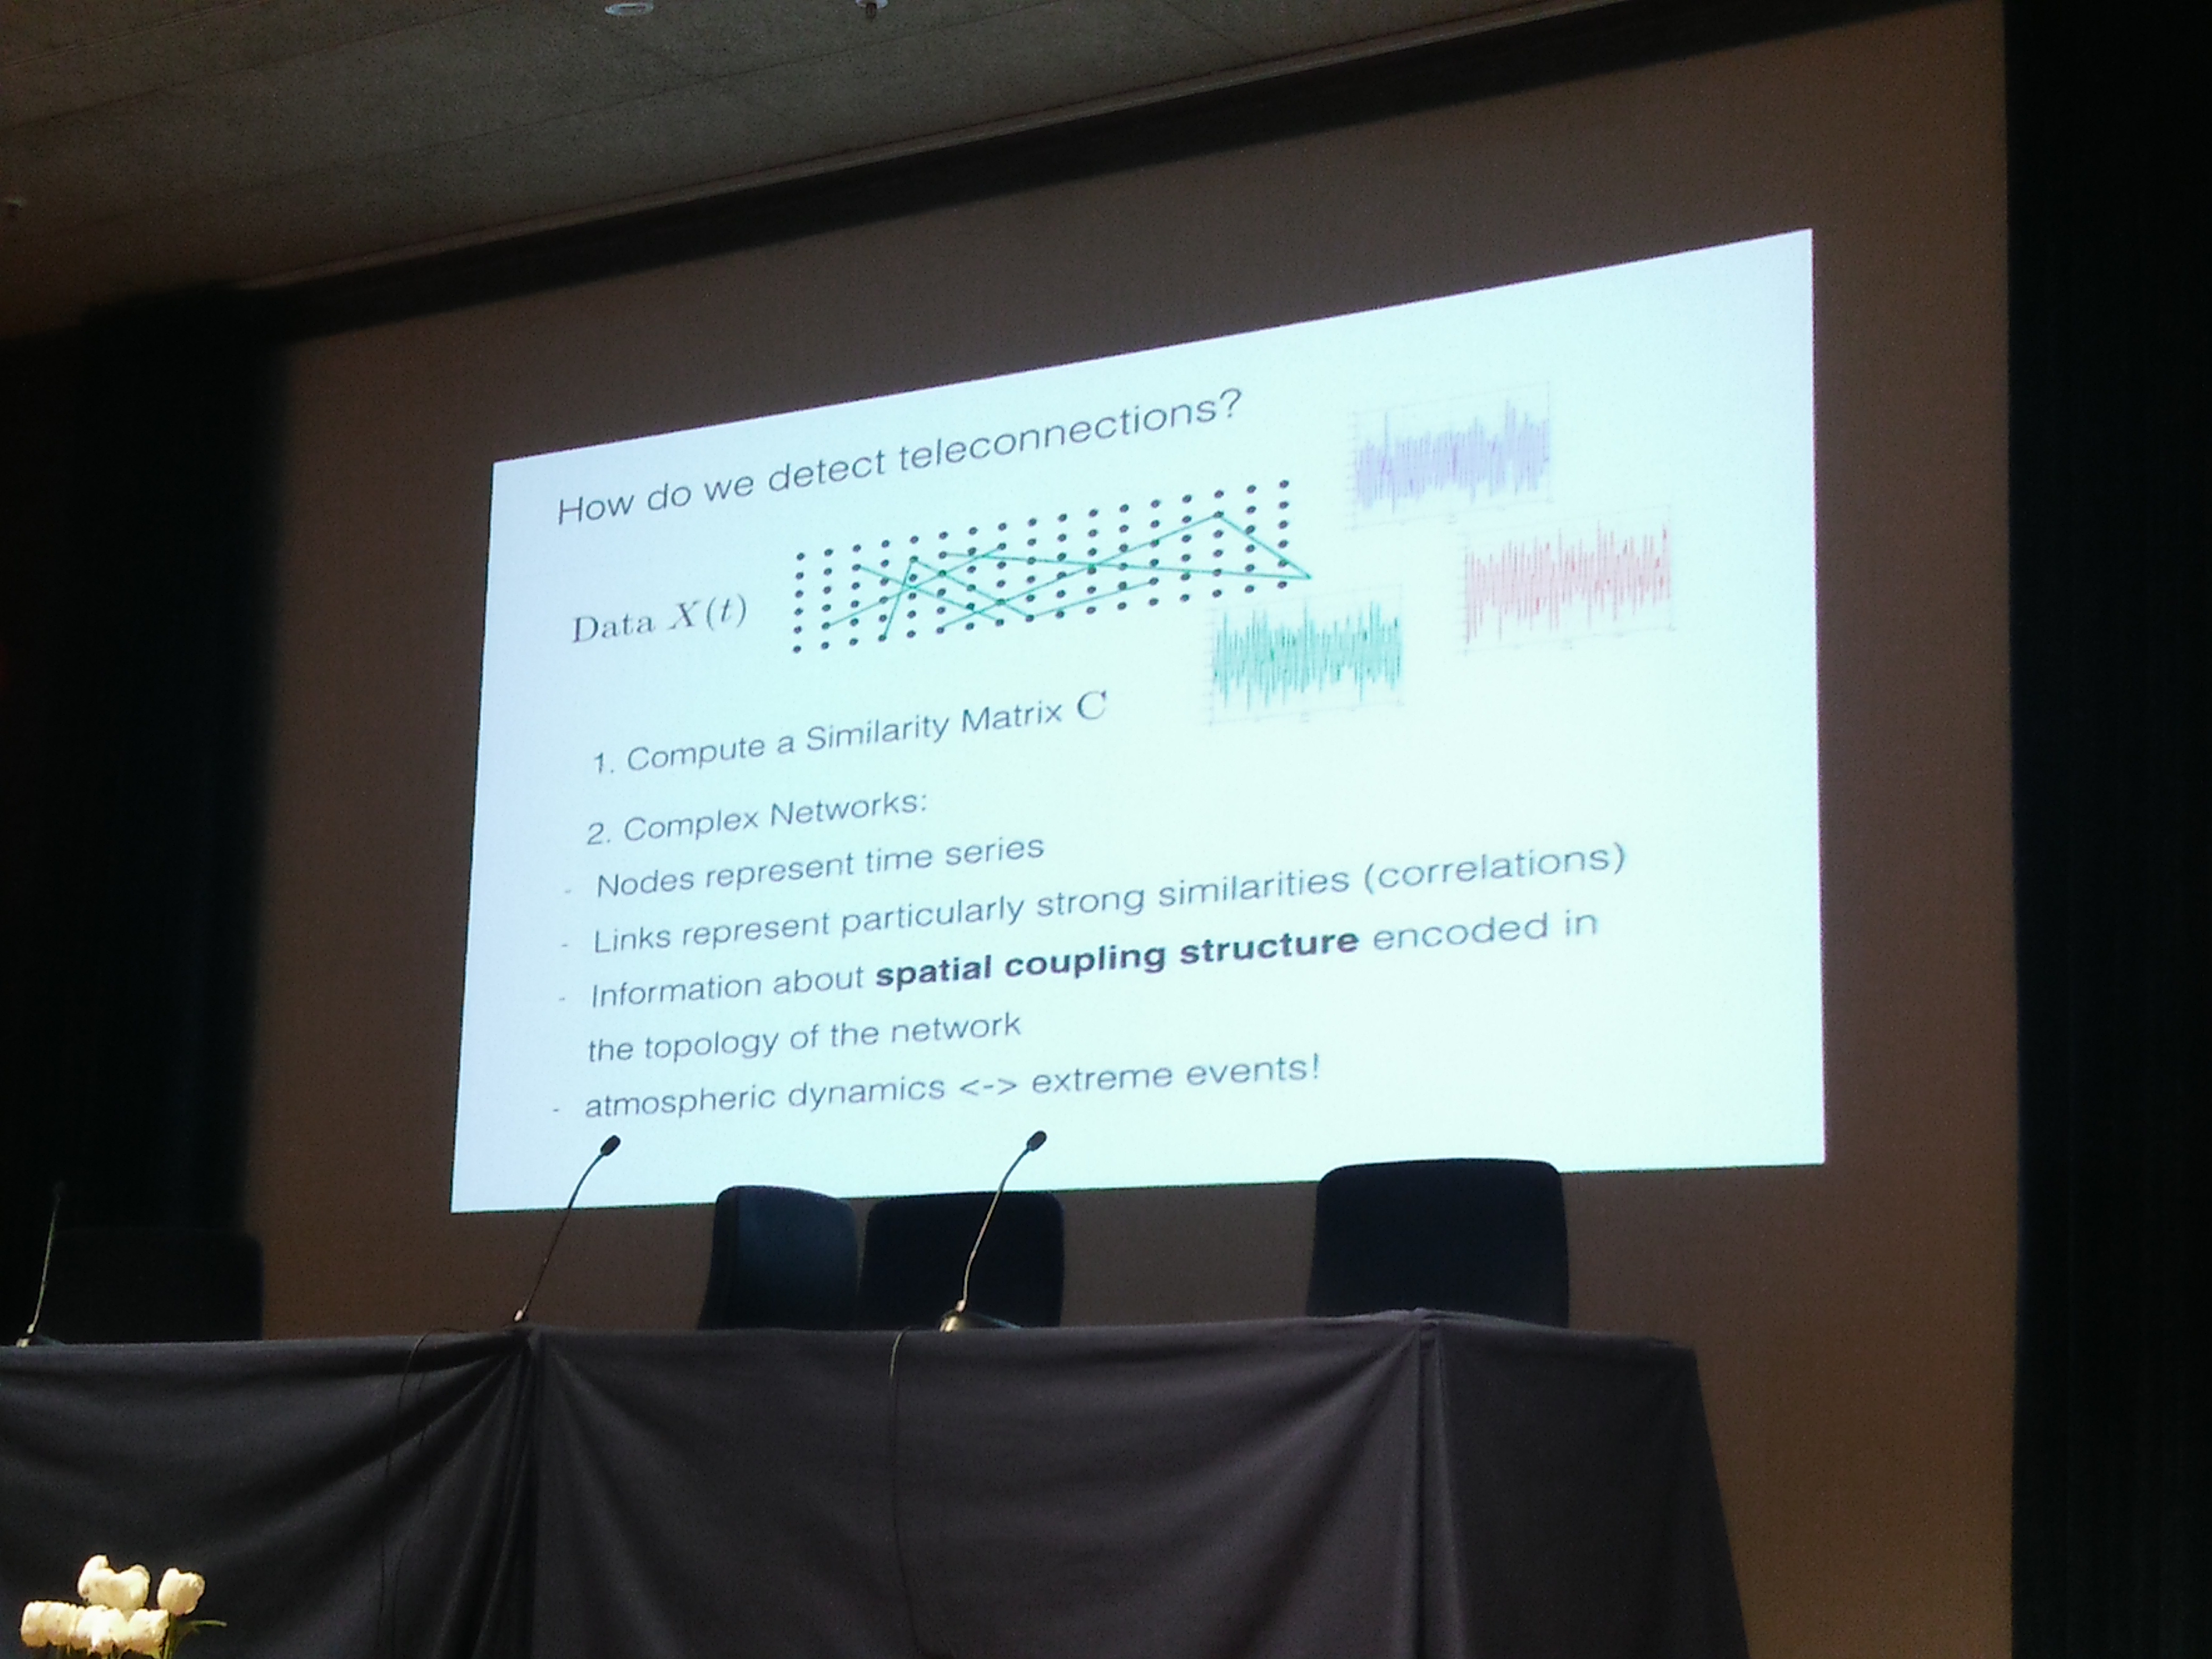 How do we detect teleconnections?
Data X(t)
1. Compute a Similarity Matrix C
2. Complex Networks:
- Nodes represent time series
- Links represent particularly strong similarities (correlations)
- Information about spatial coupling structure encoded in
the topology of the network
- atmospheric dynamics <-> extreme events!